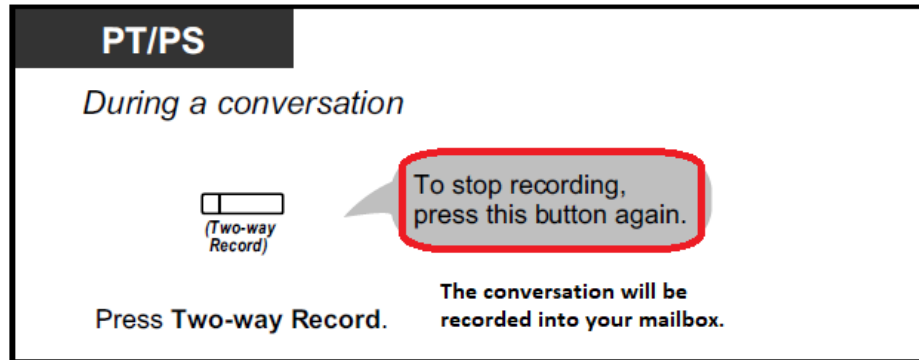 PT/PS
During a conversation
To stop recording,
press this button again.
(Two-way
Record)
Press Two-way Record.
The conversation will be
recorded into your mailbox.